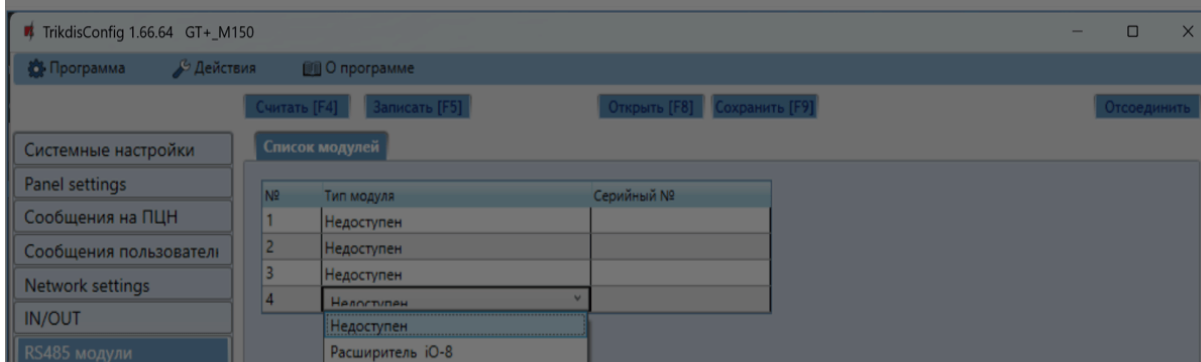 TrikdisConfig 1.66.64 GT+_M150
Программа Действия О программе
Считать [F4] Записать [F5] Открыть [F8] Сохранить [F9] Отсоединить
Системные настройки
Список модулей
Panel settings
№ Тип модуля Серийный №
Сообщения на ПЦН
1 Недоступен
Сообщения пользовател
2 Недоступен
3 Недоступен
Network settings
4 Недоступен
IN/OUT
Недоступен
RS485 модули
Расширитель iO-8